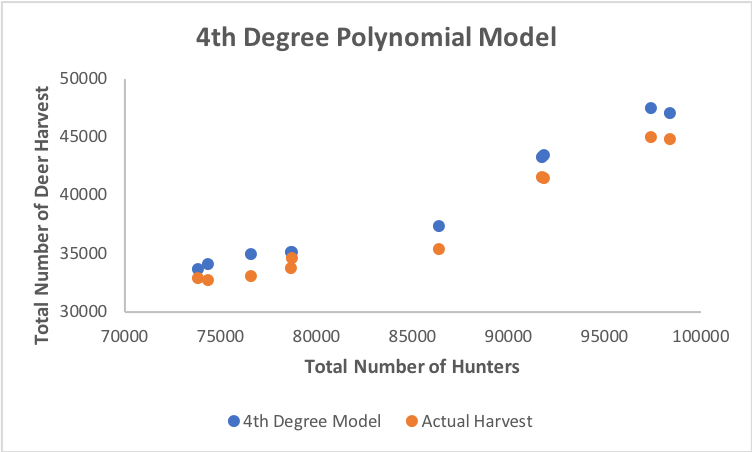 4th Degree Polynomial Model
Total Number of Deer Harvest
50000
45000
40000
35000
30000
70000 75000 80000 85000 90000 95000 100000
Total Number of Hunters
4th Degree Model Actual Harvest